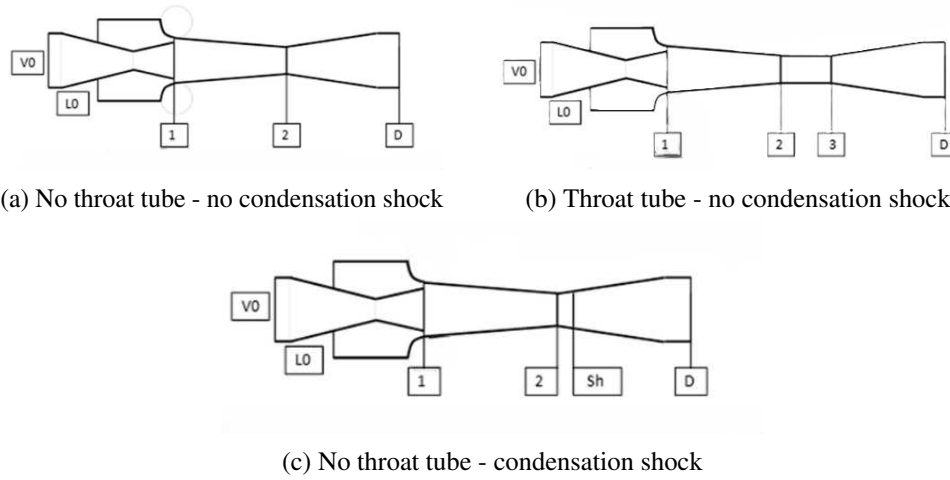 V0
L0
1
2
D
V0
L0
1
2
3
D
(a) No throat tube - no condensation shock
(b) Throat tube - no condensation shock
V0
L0
1
2
Sh
D
(c) No throat tube - condensation shock